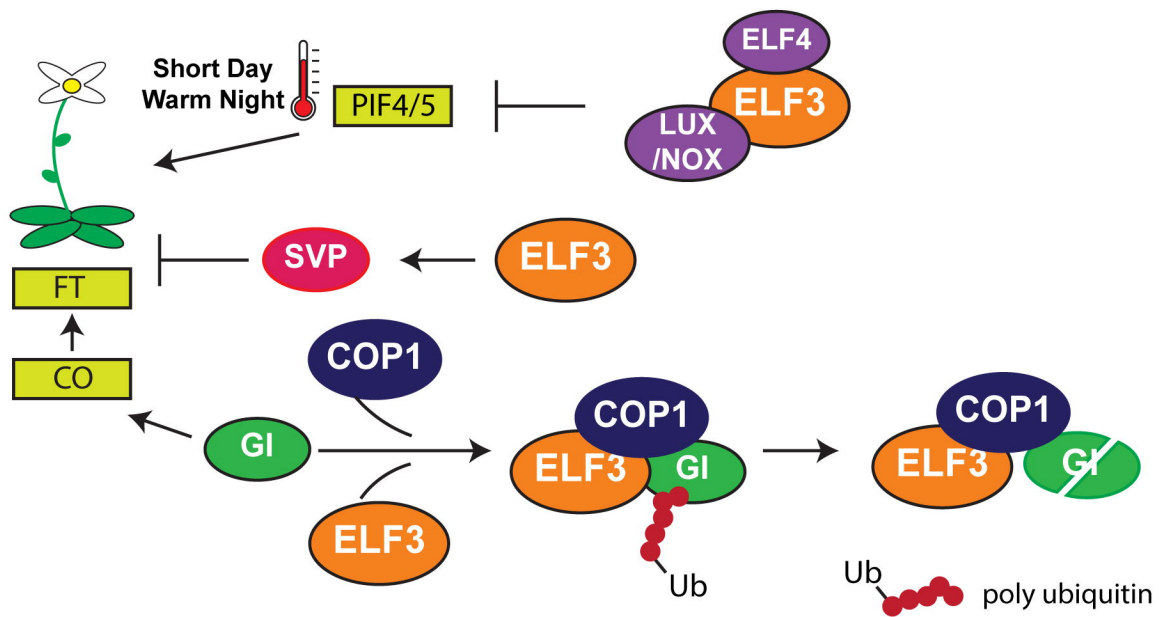 ELF4
Short Day
Warm Night
PIF4/5
ELF3
LUX
/NOX
SVP
ELF3
FT
COP1
CO
COP1
COP1
GI
ELF3
GI
ELF3
GI
ELF3
Ub
Ub
poly ubiquitin